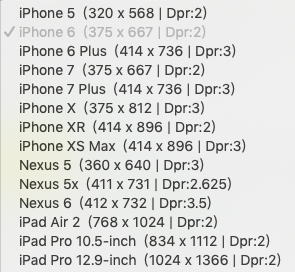 iPhone 5 (320 x 568 | Dpr:2)
✓ iPhone 6 (375 x 667 | Dpr:2)
iPhone 6 Plus (414 x 736 | Dpr:3)
iPhone 7 (375 x 667 | Dpr:2)
iPhone 7 Plus (414 x 736 | Dpr:3)
iPhone X (375 x 812 | Dpr:3)
iPhone XR (414 x 896 | Dpr:2)
iPhone XS Max (414 x 896 | Dpr:3)
Nexus 5 (360 x 640 | Dpr:3)
Nexus 5x (411 x 731 | Dpr:2.625)
Nexus 6 (412 x 732 | Dpr:3.5)
iPad Air 2 (768 x 1024 | Dpr:2)
iPad Pro 10.5-inch (834 x 1112 | Dpr:2)
iPad Pro 12.9-inch (1024 x 1366 | Dpr:2)